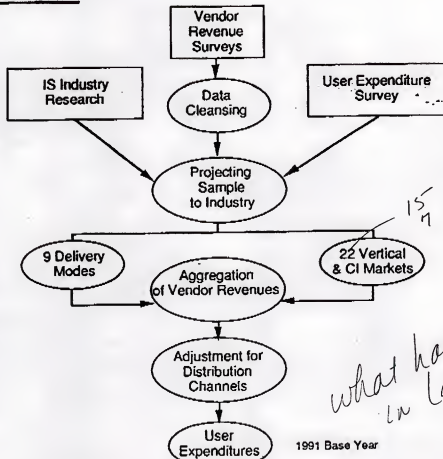 Vendor
Revenue
Surveys
IS Industry
Research
User Expenditure
Survey
Data
Cleansing
Projecting
Sample
to Industry
15
7
9 Delivery
Modes
22 Vertical
& CI Markets
Aggregation
of Vendor Revenues
Adjustment for
Distribution
Channels
what
in
User
Expenditures
1991 Base Year